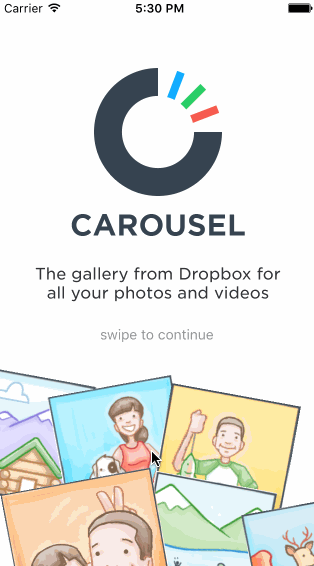 Carrier 5:30 PM
CAROUSEL
The gallery from Dropbox for
all your photos and videos
swipe to continue